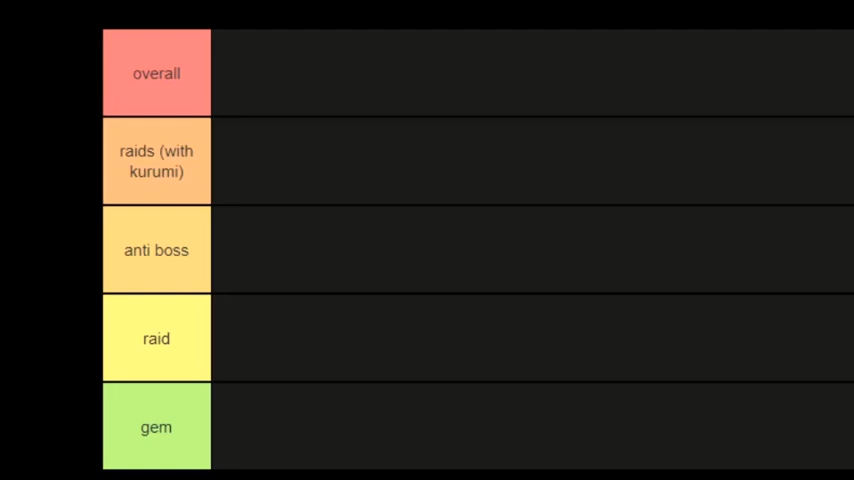 overall
raids (with
kurumi)
anti boss
raid
gem